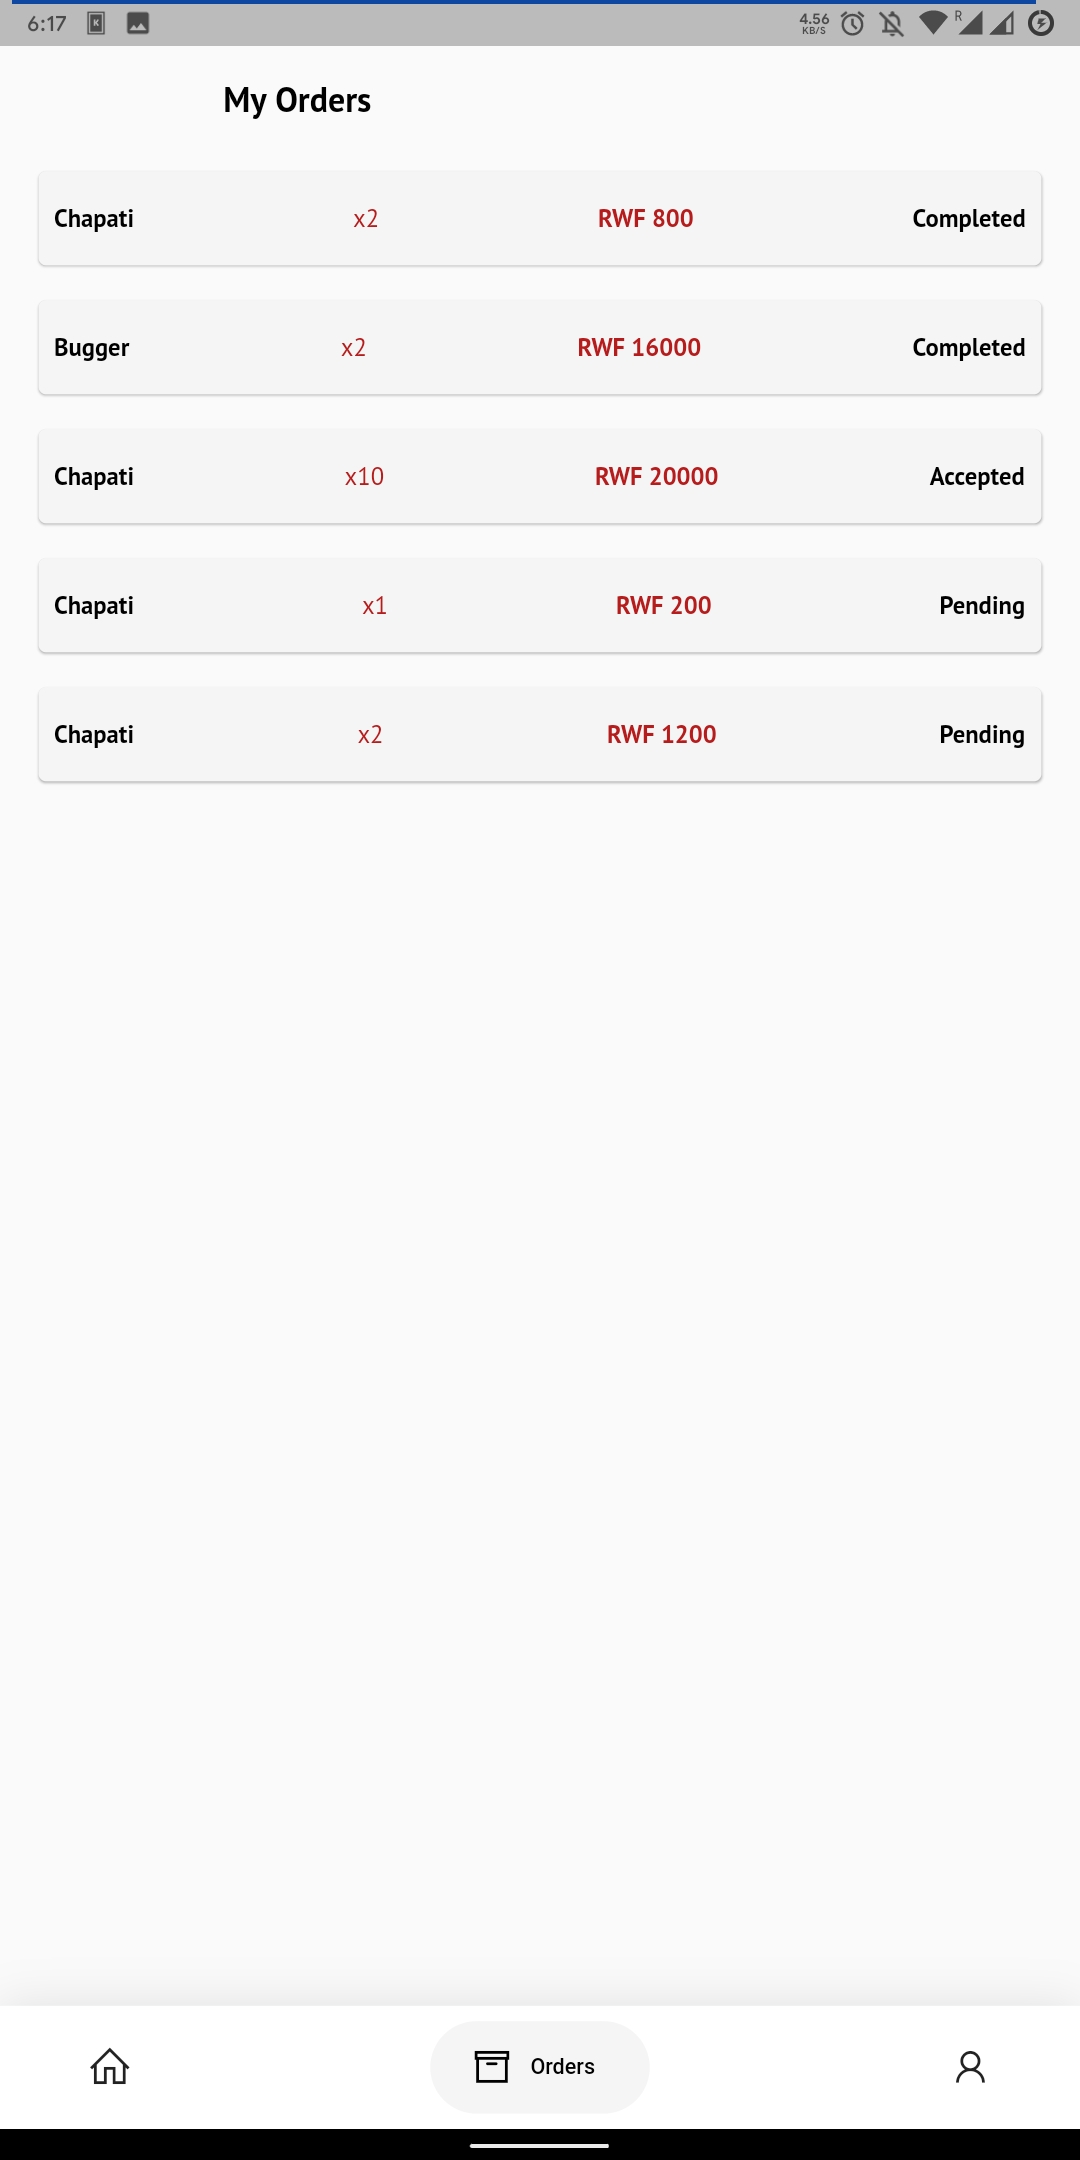 6:17 4.56 KB/S R
My Orders
Chapati x2 RWF 800 Completed
Bugger x2 RWF 16000 Completed
Chapati x10 RWF 20000 Accepted
Chapati x1 RWF 200 Pending
Chapati x2 RWF 1200 Pending
Orders